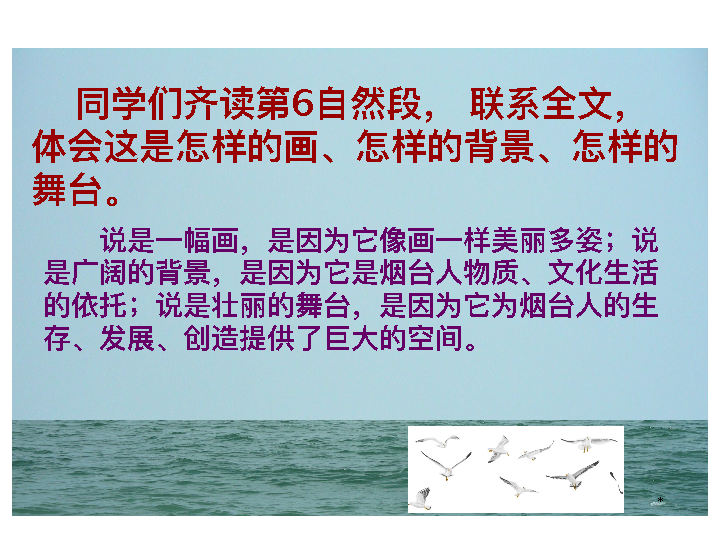 同学们齐读第6自然段， 联系全文，
体会这是怎样的画、怎样的背景、怎样的
舞台。
说是一幅画，是因为它像画一样美丽多姿；说
是广阔的背景，是因为它是烟台人物质、文化生活
的依托；说是壮丽的舞台，是因为它为烟台人的生
存、发展、创造提供了巨大的空间。
*